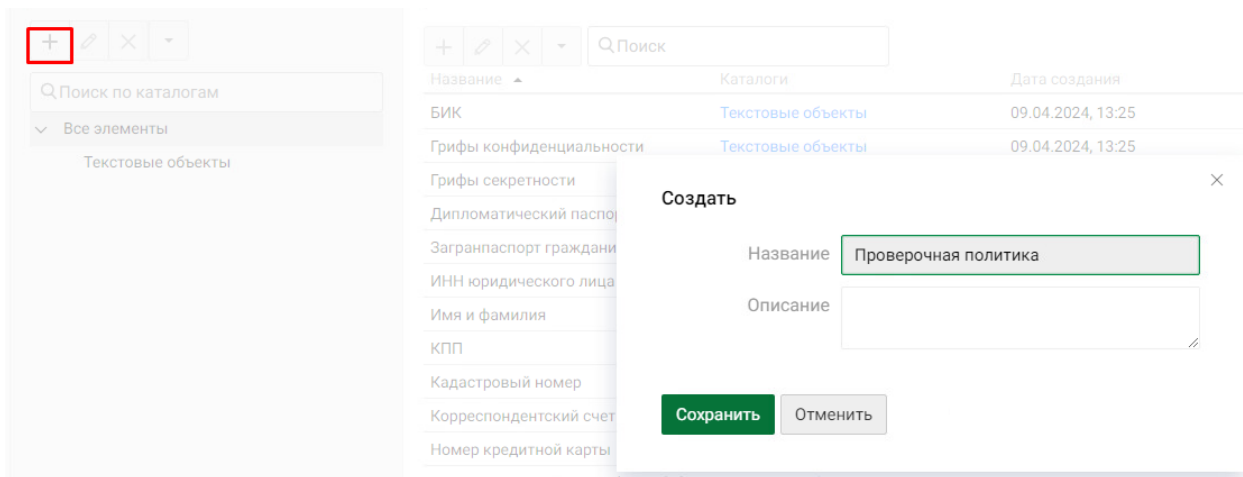 Поиск по каталогам
Все элементы
Текстовые объекты
Поиск
Название Каталоги Дата создания
БИК Текстовые объекты 09.04.2024, 13:25
Грифы конфиденциальности Текстовые объекты 09.04.2024, 13:25
Грифы секретности
Дипломатический паспо
Загранпаспорт граждани
ИНН юридического лица
Имя и фамилия
КПП
Кадастровый номер
Корреспондентский счет
Номер кредитной карты
Создать
Название Проверочная политика
Описание
Сохранить Отменить